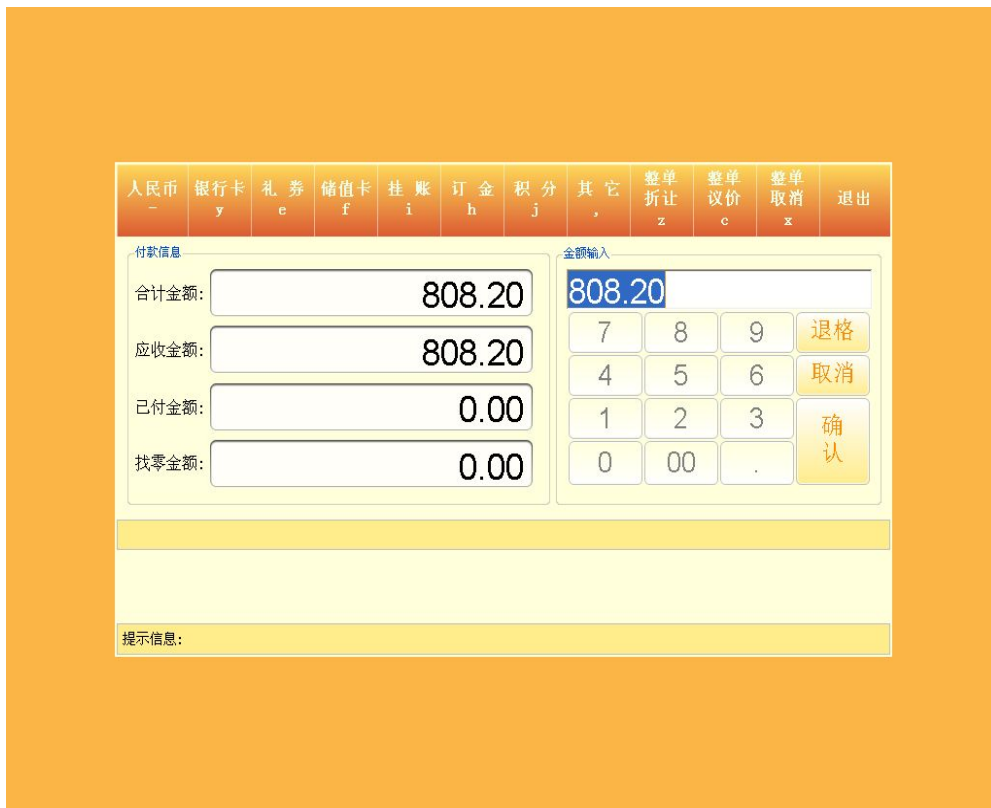 人民币 银行卡 礼 券 储值卡 挂 账 订 金 积 分 其 它 整单折让 整单议价 整单取消 退出
- y e f i h j , z c x
付款信息
合计金额: 808.20
应收金额: 808.20
已付金额: 0.00
找零金额: 0.00
金额输入
808.20
7 8 9 退格
4 5 6 取消
1 2 3 确认
0 00 .
提示信息: